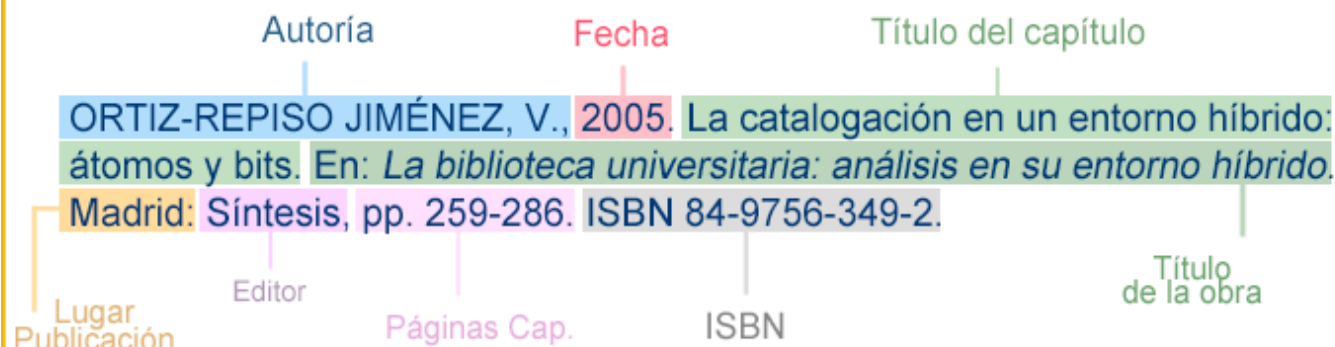 Autoría Fecha Título del capítulo
ORTIZ-REPISO JIMÉNEZ, V., 2005. La catalogación en un entorno híbrido:
átomos y bits. En: La biblioteca universitaria: análisis en su entorno híbrido.
Madrid: Síntesis, pp. 259-286. ISBN 84-9756-349-2.
Lugar
Publicación
Editor
Páginas Cap.
ISBN
Título
de la obra